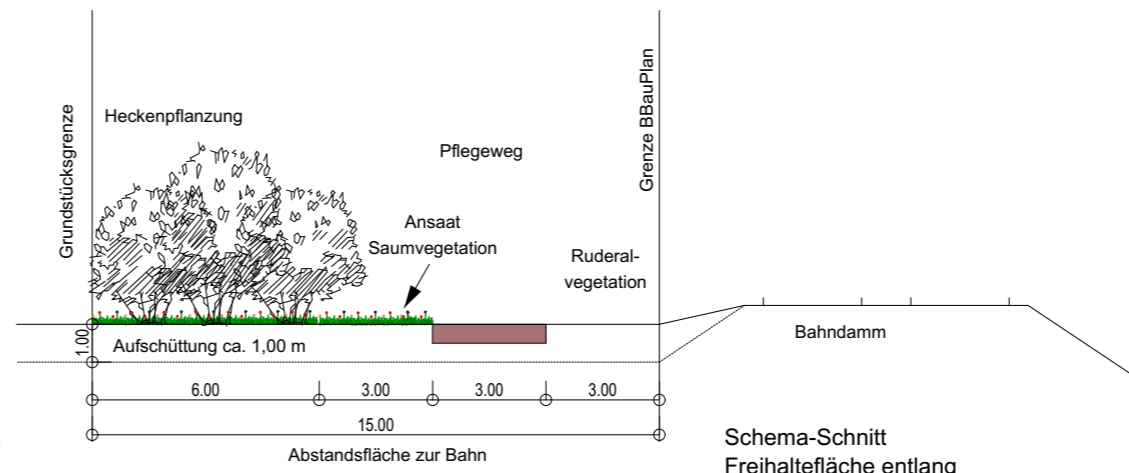 Grundstücksgrenze
Heckenpflanzung
Pflegeweg
Grenze BBauPlan
Ansaat
Saumvegetation
Ruderal-
vegetation
Bahndamm
1.00
Aufschüttung ca. 1,00 m
6.00 3.00 3.00 3.00
15.00
Abstandsfläche zur Bahn
Schema-Schnitt
Freihaltefläche entlang